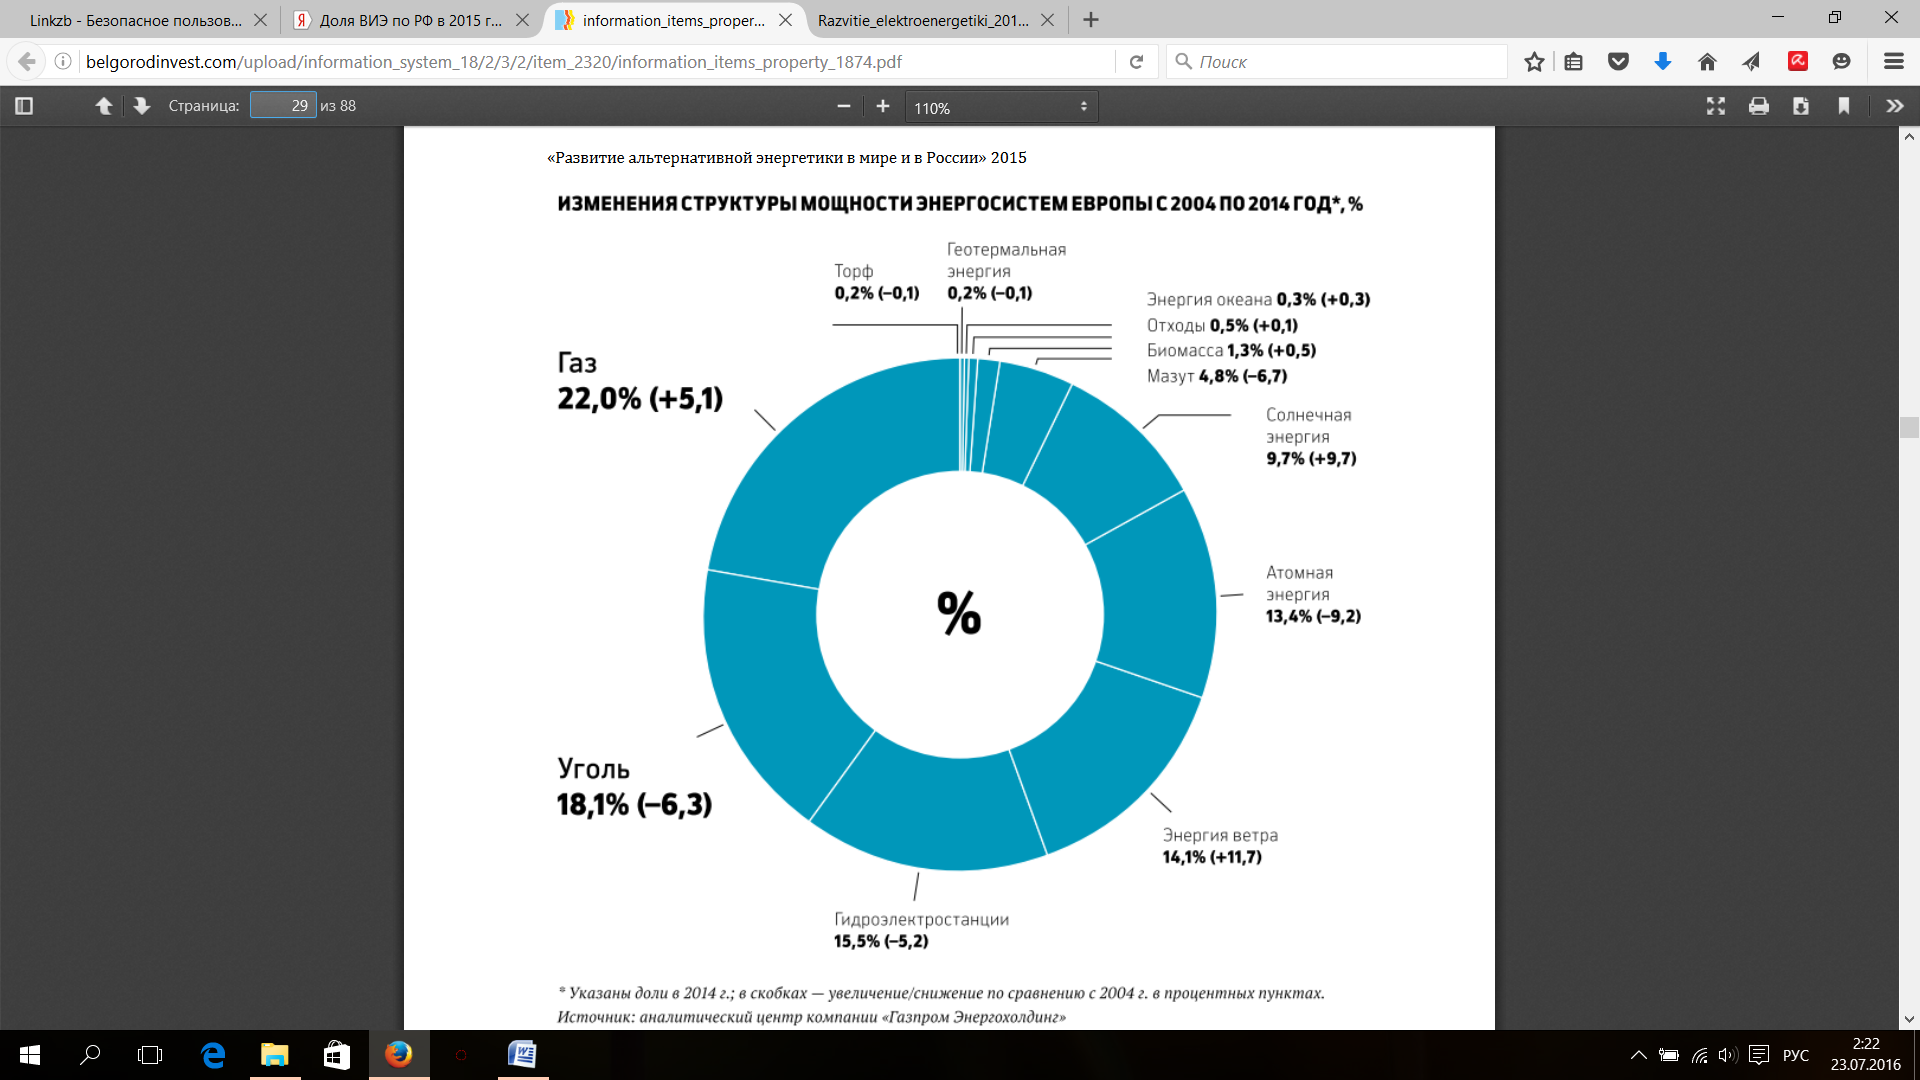 Linkzb - Безопасное пользов...
Доля ВИЭ по РФ в 2015 г...
information_items_proper...
Razvitie_elektroenergetiki_201...
belgorodinvest.com/upload/information_system_18/2/3/2/item_2320/information_items_property_1874.pdf
Поиск
Страница: 29 из 88
110%
«Развитие альтернативной энергетики в мире и в России» 2015
ИЗМЕНЕНИЯ СТРУКТУРЫ МОЩНОСТИ ЭНЕРГОСИСТЕМ ЕВРОПЫ С 2004 ПО 2014 ГОД*, %
Торф
0,2% (–0,1)
Геотермальная
энергия
0,2% (–0,1)
Энергия океана 0,3% (+0,3)
Отходы 0,5% (+0,1)
Биомасса 1,3% (+0,5)
Мазут 4,8% (–6,7)
Газ
22,0% (+5,1)
Солнечная
энергия
9,7% (+9,7)
Атомная
энергия
13,4% (–9,2)
%
Уголь
18,1% (–6,3)
Энергия ветра
14,1% (+11,7)
Гидроэлектростанции
15,5% (–5,2)
* Указаны доли в 2014 г.; в скобках — увеличение/снижение по сравнению с 2004 г. в процентных пунктах.
Источник: аналитический центр компании «Газпром Энергохолдинг»
РУС
2:22
23.07.2016